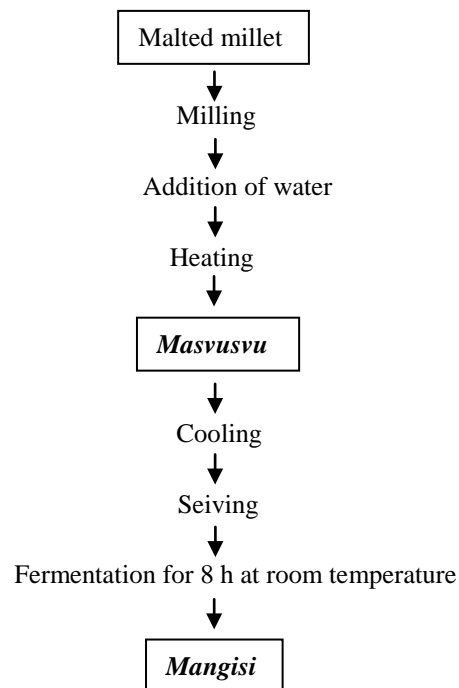 Malted millet
Milling
Addition of water
Heating
Masvusvu
Cooling
Seiving
Fermentation for 8 h at room temperature
Mangisi